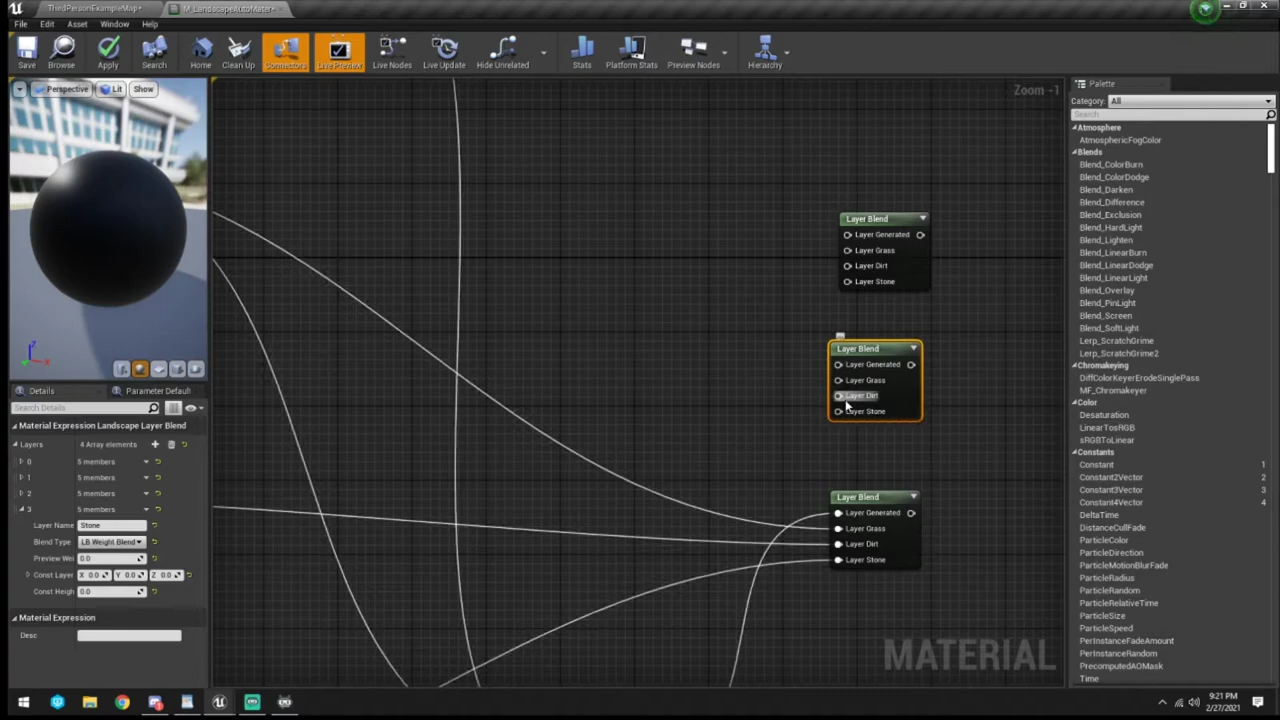 ThirdPersonExampleMap*
M_LandscapeAutoMater*
File Edit Asset Window Help
Save
Browse
Apply
Search
Home
Clean Up
Connectors
Live Preview
Live Nodes
Live Update
Hide Unrelated
Stats
Platform Stats
Preview Nodes
Hierarchy
Perspective
Lit
Show
Zoom -1
Layer Blend
Layer Generated
Layer Grass
Layer Dirt
Layer Stone
Layer Blend
Layer Generated
Layer Grass
Layer Dirt
Layer Stone
Layer Blend
Layer Generated
Layer Grass
Layer Dirt
Layer Stone
MATERIAL
Details
Parameter Default
Search Details
Material Expression Landscape Layer Blend
Layers 4 Array elements
0 5 members
1 5 members
2 5 members
3 5 members
Layer Name Stone
Blend Type LB Weight Blend
Preview Wei 0.0
Const Layer X 0.0 Y 0.0 Z 0.0
Const Heigh 0.0
Material Expression
Desc
Palette
Category: All
Search
Atmosphere
AtmosphericFogColor
Blends
Blend_ColorBurn
Blend_ColorDodge
Blend_Darken
Blend_Difference
Blend_Exclusion
Blend_HardLight
Blend_Lighten
Blend_LinearBurn
Blend_LinearDodge
Blend_LinearLight
Blend_Overlay
Blend_PinLight
Blend_Screen
Blend_SoftLight
Lerp_ScratchGrime
Lerp_ScratchGrime2
Chromakeying
DiffColorKeyerErodeSinglePass
MF_Chromakeyer
Color
Desaturation
LinearTosRGB
sRGBToLinear
Constants
Constant 1
Constant2Vector 2
Constant3Vector 3
Constant4Vector 4
DeltaTime
DistanceCullFade
ParticleColor
ParticleDirection
ParticleMotionBlurFade
ParticleRadius
ParticleRandom
ParticleRelativeTime
ParticleSize
ParticleSpeed
PerInstanceFadeAmount
PerInstanceRandom
PrecomputedAOMask
Time
9:21 PM
2/27/2021